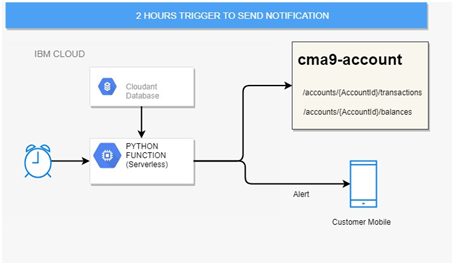 2 HOURS TRIGGER TO SEND NOTIFICATION
IBM CLOUD
Cloudant
Database
PYTHON
FUNCTION
(Serverless)
cma9-account
/accounts/{AccountId}/transactions
/accounts/{AccountId}/balances
Alert
Customer Mobile